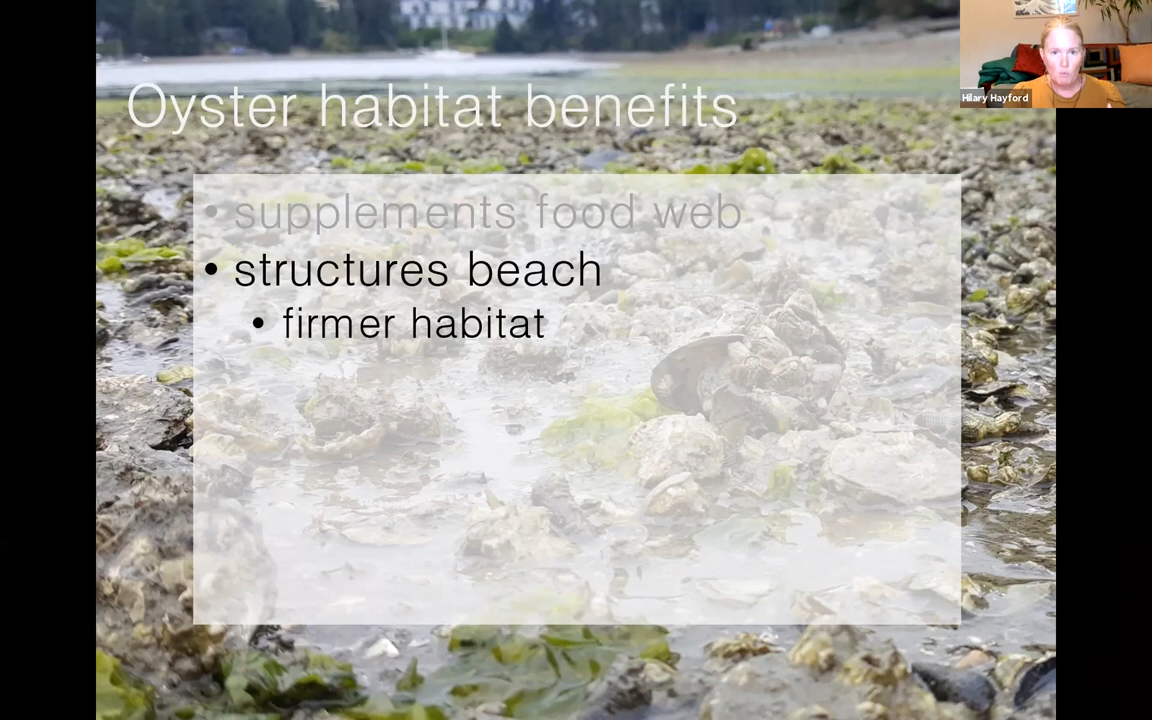 Hilary Hayford
Oyster habitat benefits
• supplements food web
• structures beach
• firmer habitat